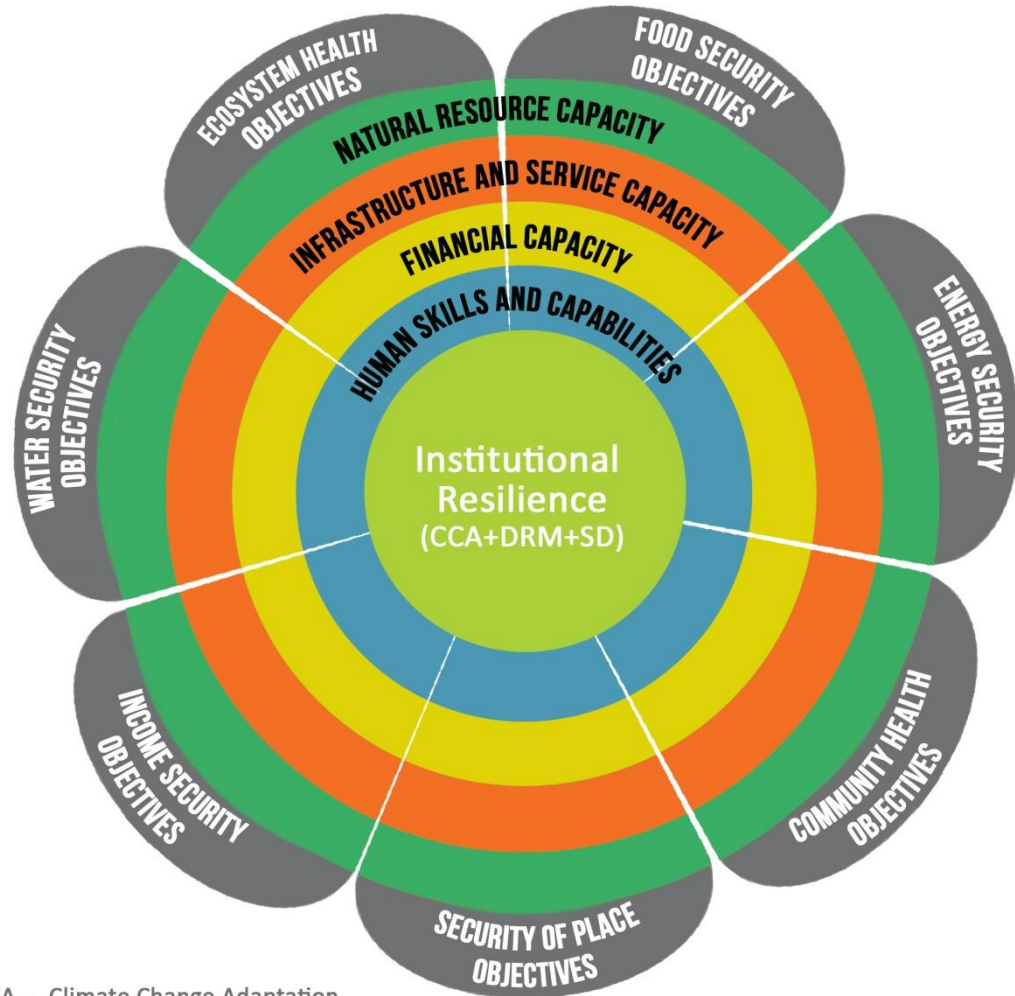 ECOSYSTEM HEALTH
OBJECTIVES
FOOD SECURITY
OBJECTIVES
NATURAL RESOURCE CAPACITY
INFRASTRUCTURE AND SERVICE CAPACITY
FINANCIAL CAPACITY
HUMAN SKILLS AND CAPABILITIES
WATER SECURITY
OBJECTIVES
ENERGY SECURITY
OBJECTIVES
Institutional
Resilience
(CCA+DRM+SD)
INCOME SECURITY
OBJECTIVES
COMMUNITY HEALTH
OBJECTIVES
SECURITY OF PLACE
OBJECTIVES
A - Climate Change Adaptation